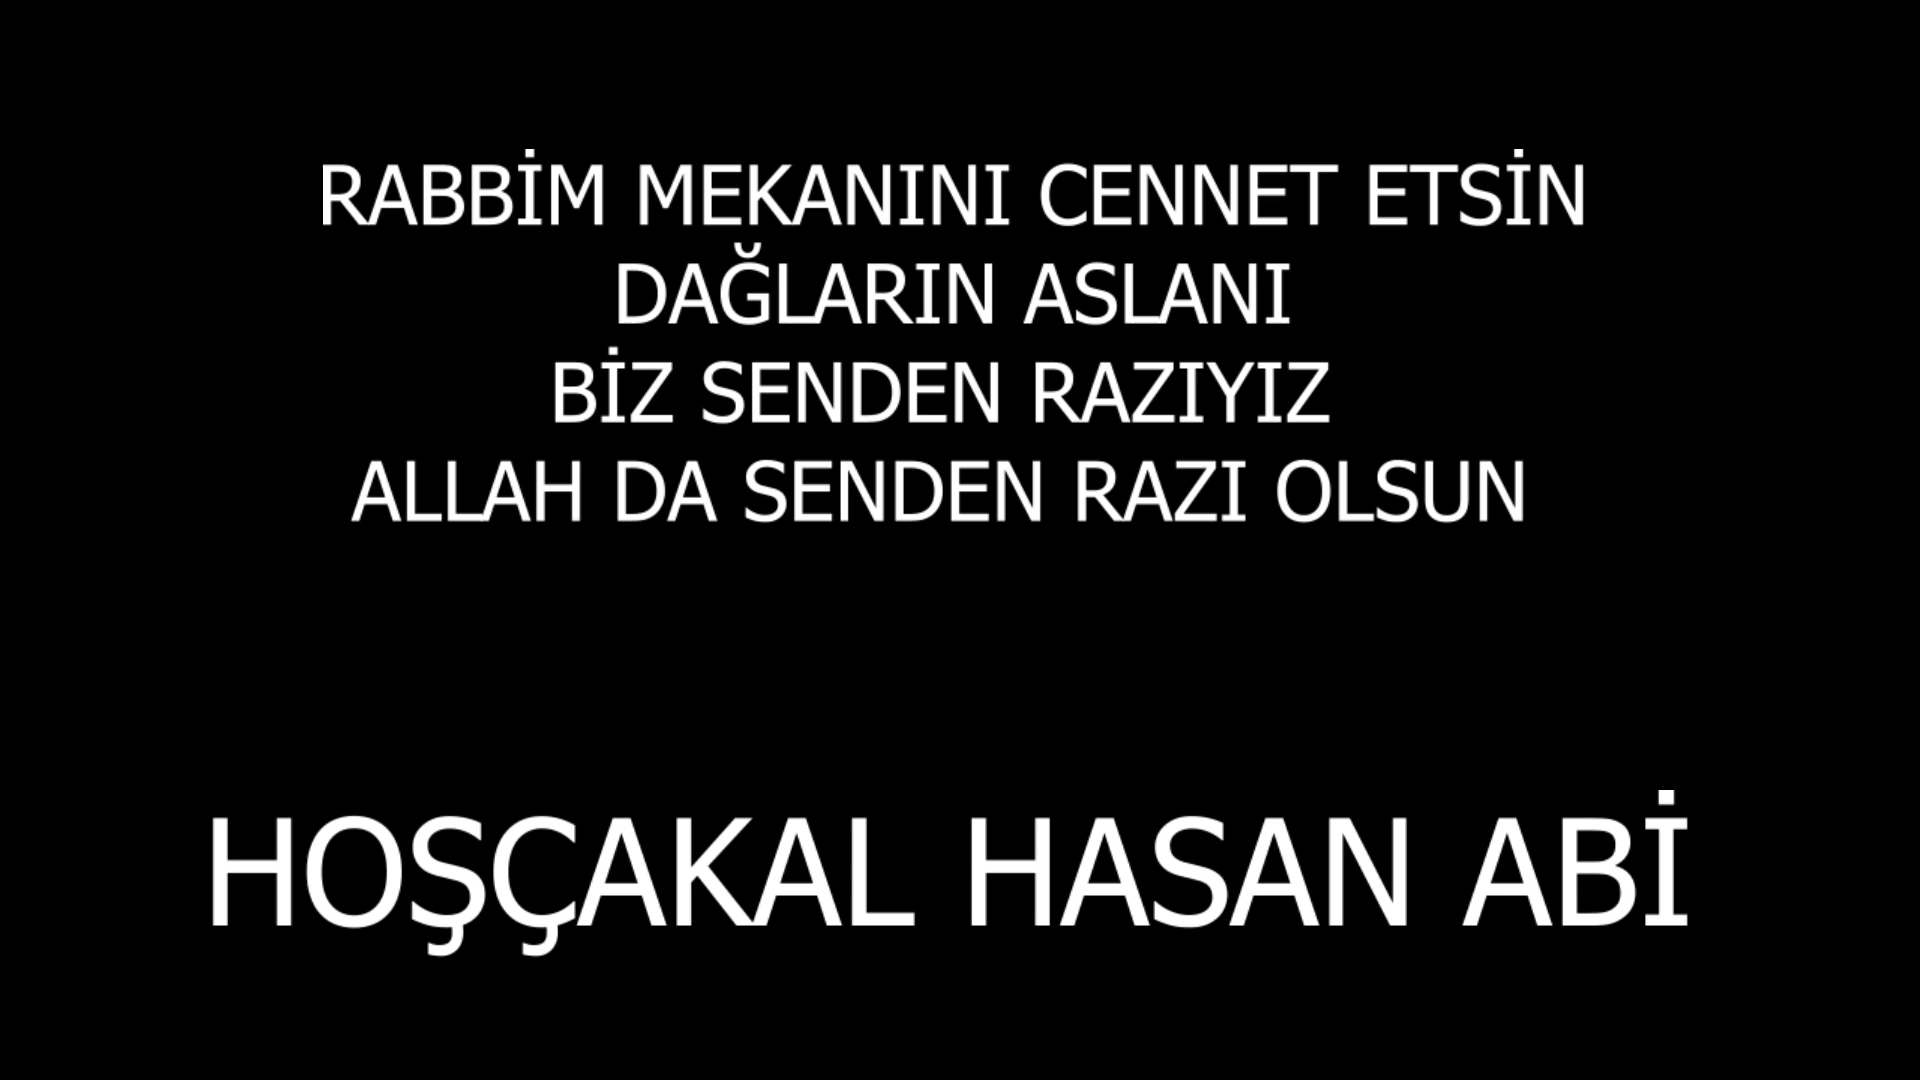 RABBİM MEKANINI CENNET ETSİN
DAĞLARIN ASLANI
BİZ SENDEN RAZIYIZ
ALLAH DA SENDEN RAZI OLSUN
HOŞÇAKAL HASAN ABİ